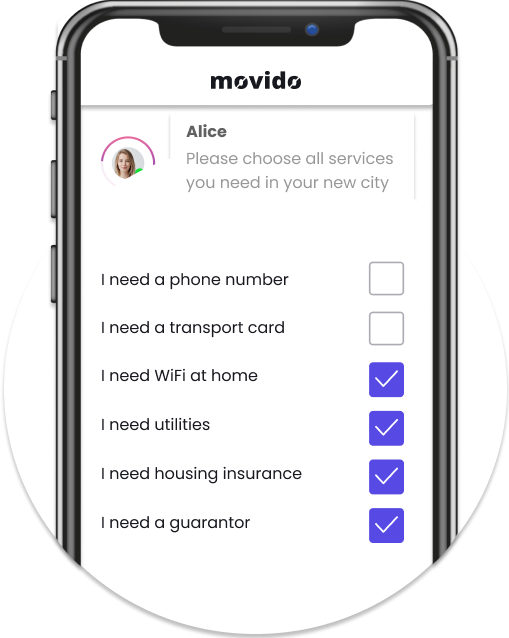 movido
Alice
Please choose all services
you need in your new city
I need a phone number
I need a transport card
I need WiFi at home
I need utilities
I need housing insurance
I need a guarantor